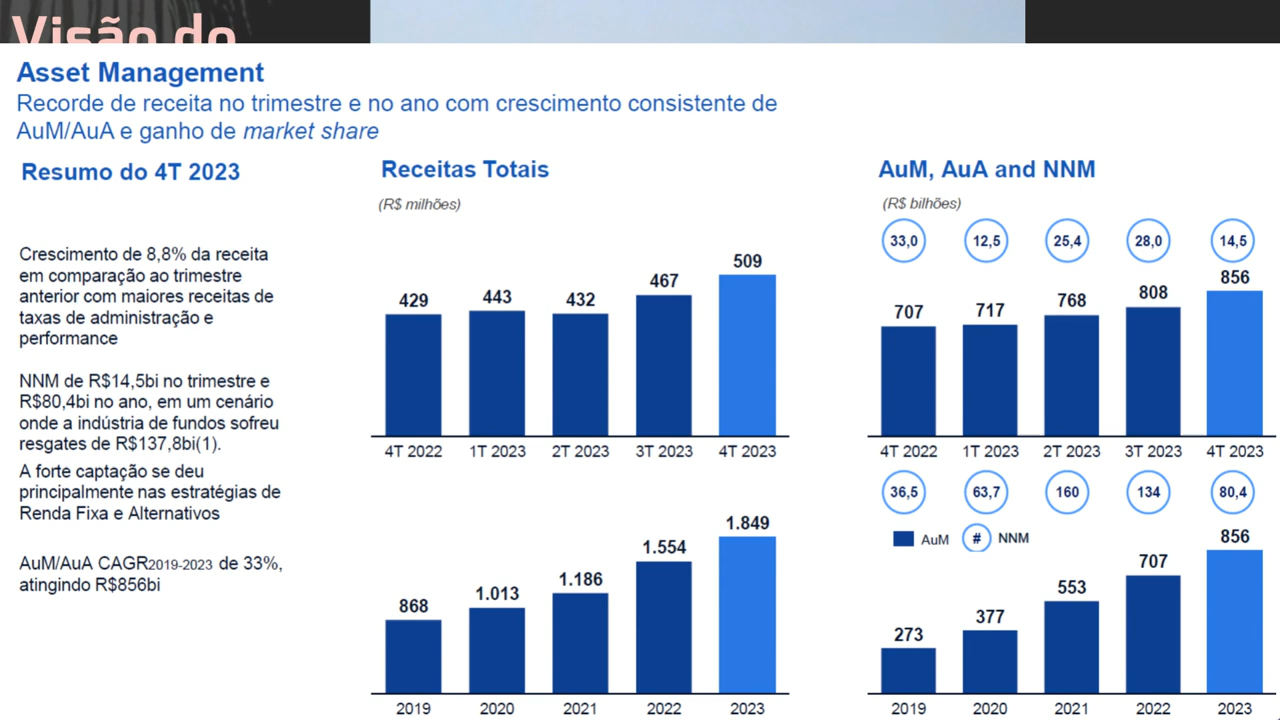 Visão do
Asset Management
Recorde de receita no trimestre e no ano com crescimento consistente de
AuM/AuA e ganho de market share
Resumo do 4T 2023
Crescimento de 8,8% da receita
em comparação ao trimestre
anterior com maiores receitas de
taxas de administração e
performance
NNM de R$14,5bi no trimestre e
R$80,4bi no ano, em um cenário
onde a indústria de fundos sofreu
resgates de R$137,8bi(1).
A forte captação se deu
principalmente nas estratégias de
Renda Fixa e Alternativos
AuM/AuA CAGR2019-2023 de 33%,
atingindo R$856bi
Receitas Totais
(R$ milhões)
429 443 432 467 509
4T 2022 1T 2023 2T 2023 3T 2023 4T 2023
868 1.013 1.186 1.554 1.849
2019 2020 2021 2022 2023
AuM, AuA and NNM
(R$ bilhões)
33,0 12,5 25,4 28,0 14,5
707 717 768 808 856
4T 2022 1T 2023 2T 2023 3T 2023 4T 2023
36,5 63,7 160 134 80,4
AuM # NNM
273 377 553 707 856
2019 2020 2021 2022 2023